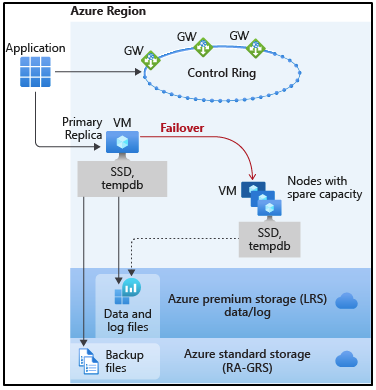 Azure Region
Application
GW
GW
GW
Control Ring
Primary
Replica
VM
Failover
SSD,
tempdb
VM
Nodes with
spare capacity
SSD,
tempdb
Data and
log files
Azure premium storage (LRS)
data/log
Backup
files
Azure standard storage
(RA-GRS)